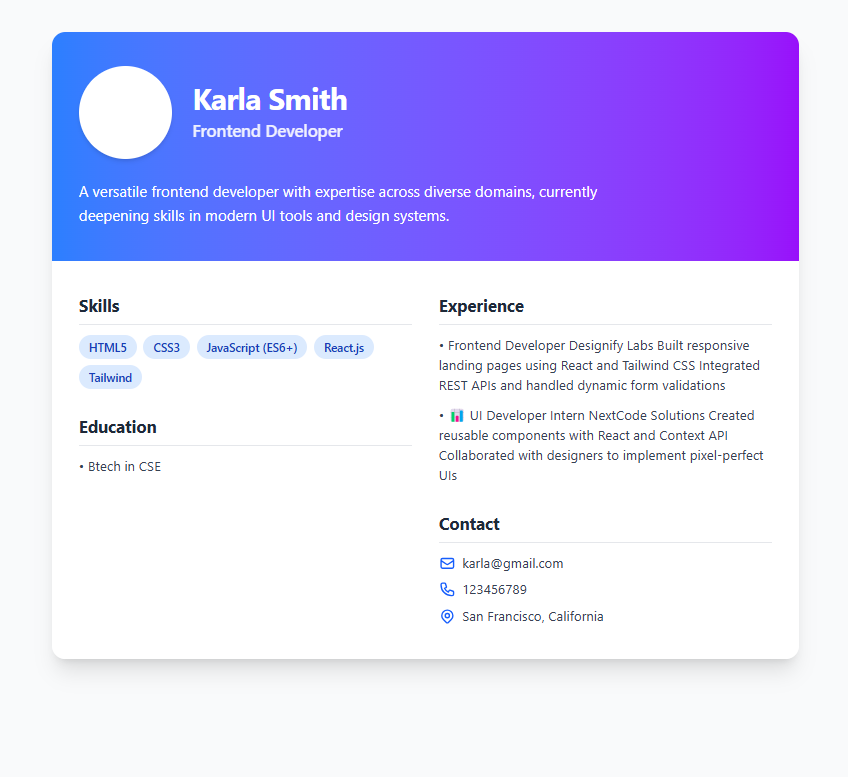 Karla Smith
Frontend Developer
A versatile frontend developer with expertise across diverse domains, currently
deepening skills in modern UI tools and design systems.
Skills
HTML5 CSS3 JavaScript (ES6+) React.js
Tailwind
Education
• Btech in CSE
Experience
• Frontend Developer Designify Labs Built responsive
landing pages using React and Tailwind CSS Integrated
REST APIs and handled dynamic form validations
• 📊 UI Developer Intern NextCode Solutions Created
reusable components with React and Context API
Collaborated with designers to implement pixel-perfect
UIs
Contact
karla@gmail.com
123456789
San Francisco, California